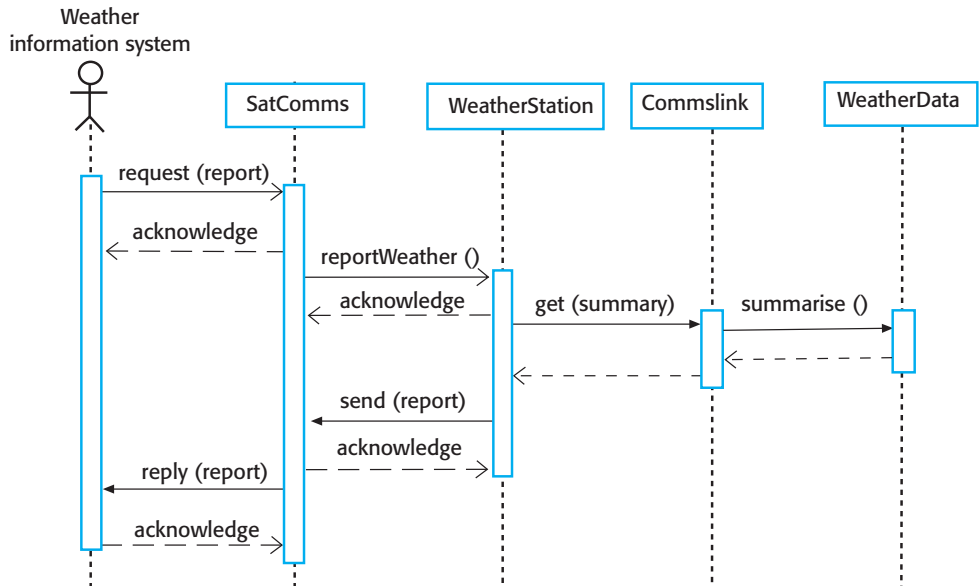 Weather
information system
SatComms
WeatherStation
Commslink
WeatherData
request (report)
acknowledge
reportWeather ()
acknowledge
get (summary)
summarise ()
send (report)
acknowledge
reply (report)
acknowledge